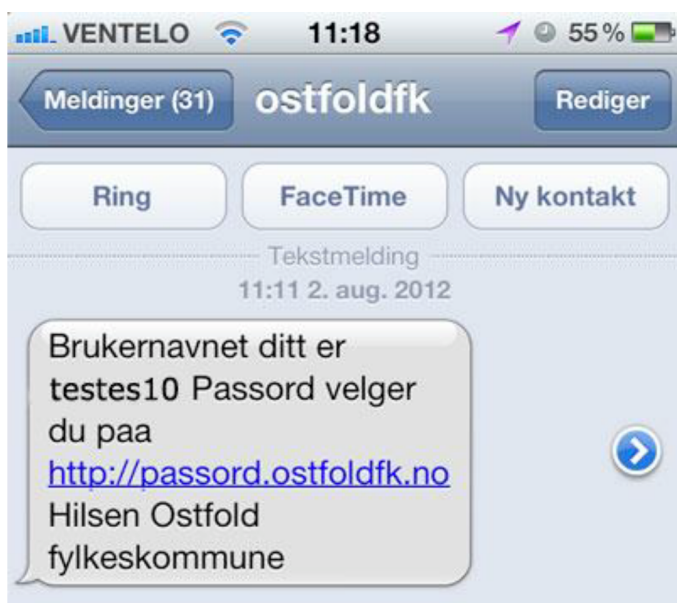 VENTELO 11:18 55 %
Meldinger (31) ostfoldfk Rediger
Ring FaceTime Ny kontakt
Tekstmelding
11:11 2. aug. 2012
Brukernavnet ditt er
testes10 Passord velger
du paa
http://passord.ostfoldfk.no
Hilsen Ostfold
fylkeskommune